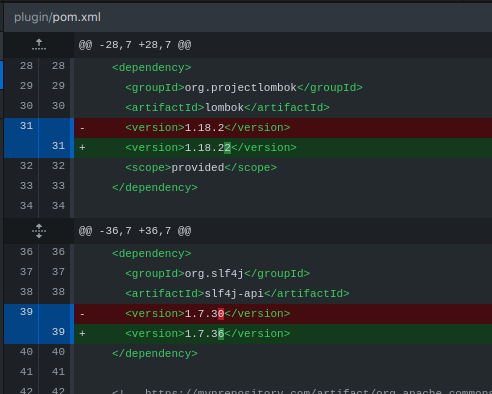 plugin/pom.xml
@@ -28,7 +28,7 @@
28 28 <dependency>
29 29 <groupId>org.projectlombok</groupId>
30 30 <artifactId>lombok</artifactId>
31 - <version>1.18.2</version>
31 + <version>1.18.22</version>
32 32 <scope>provided</scope>
33 33 </dependency>
34 34
@@ -36,7 +36,7 @@
36 36 <dependency>
37 37 <groupId>org.slf4j</groupId>
38 38 <artifactId>slf4j-api</artifactId>
39 - <version>1.7.30</version>
39 + <version>1.7.36</version>
40 40 </dependency>
41 41
42 42 <!-- https://mvnrepository.com/artifact/org.apache.commons